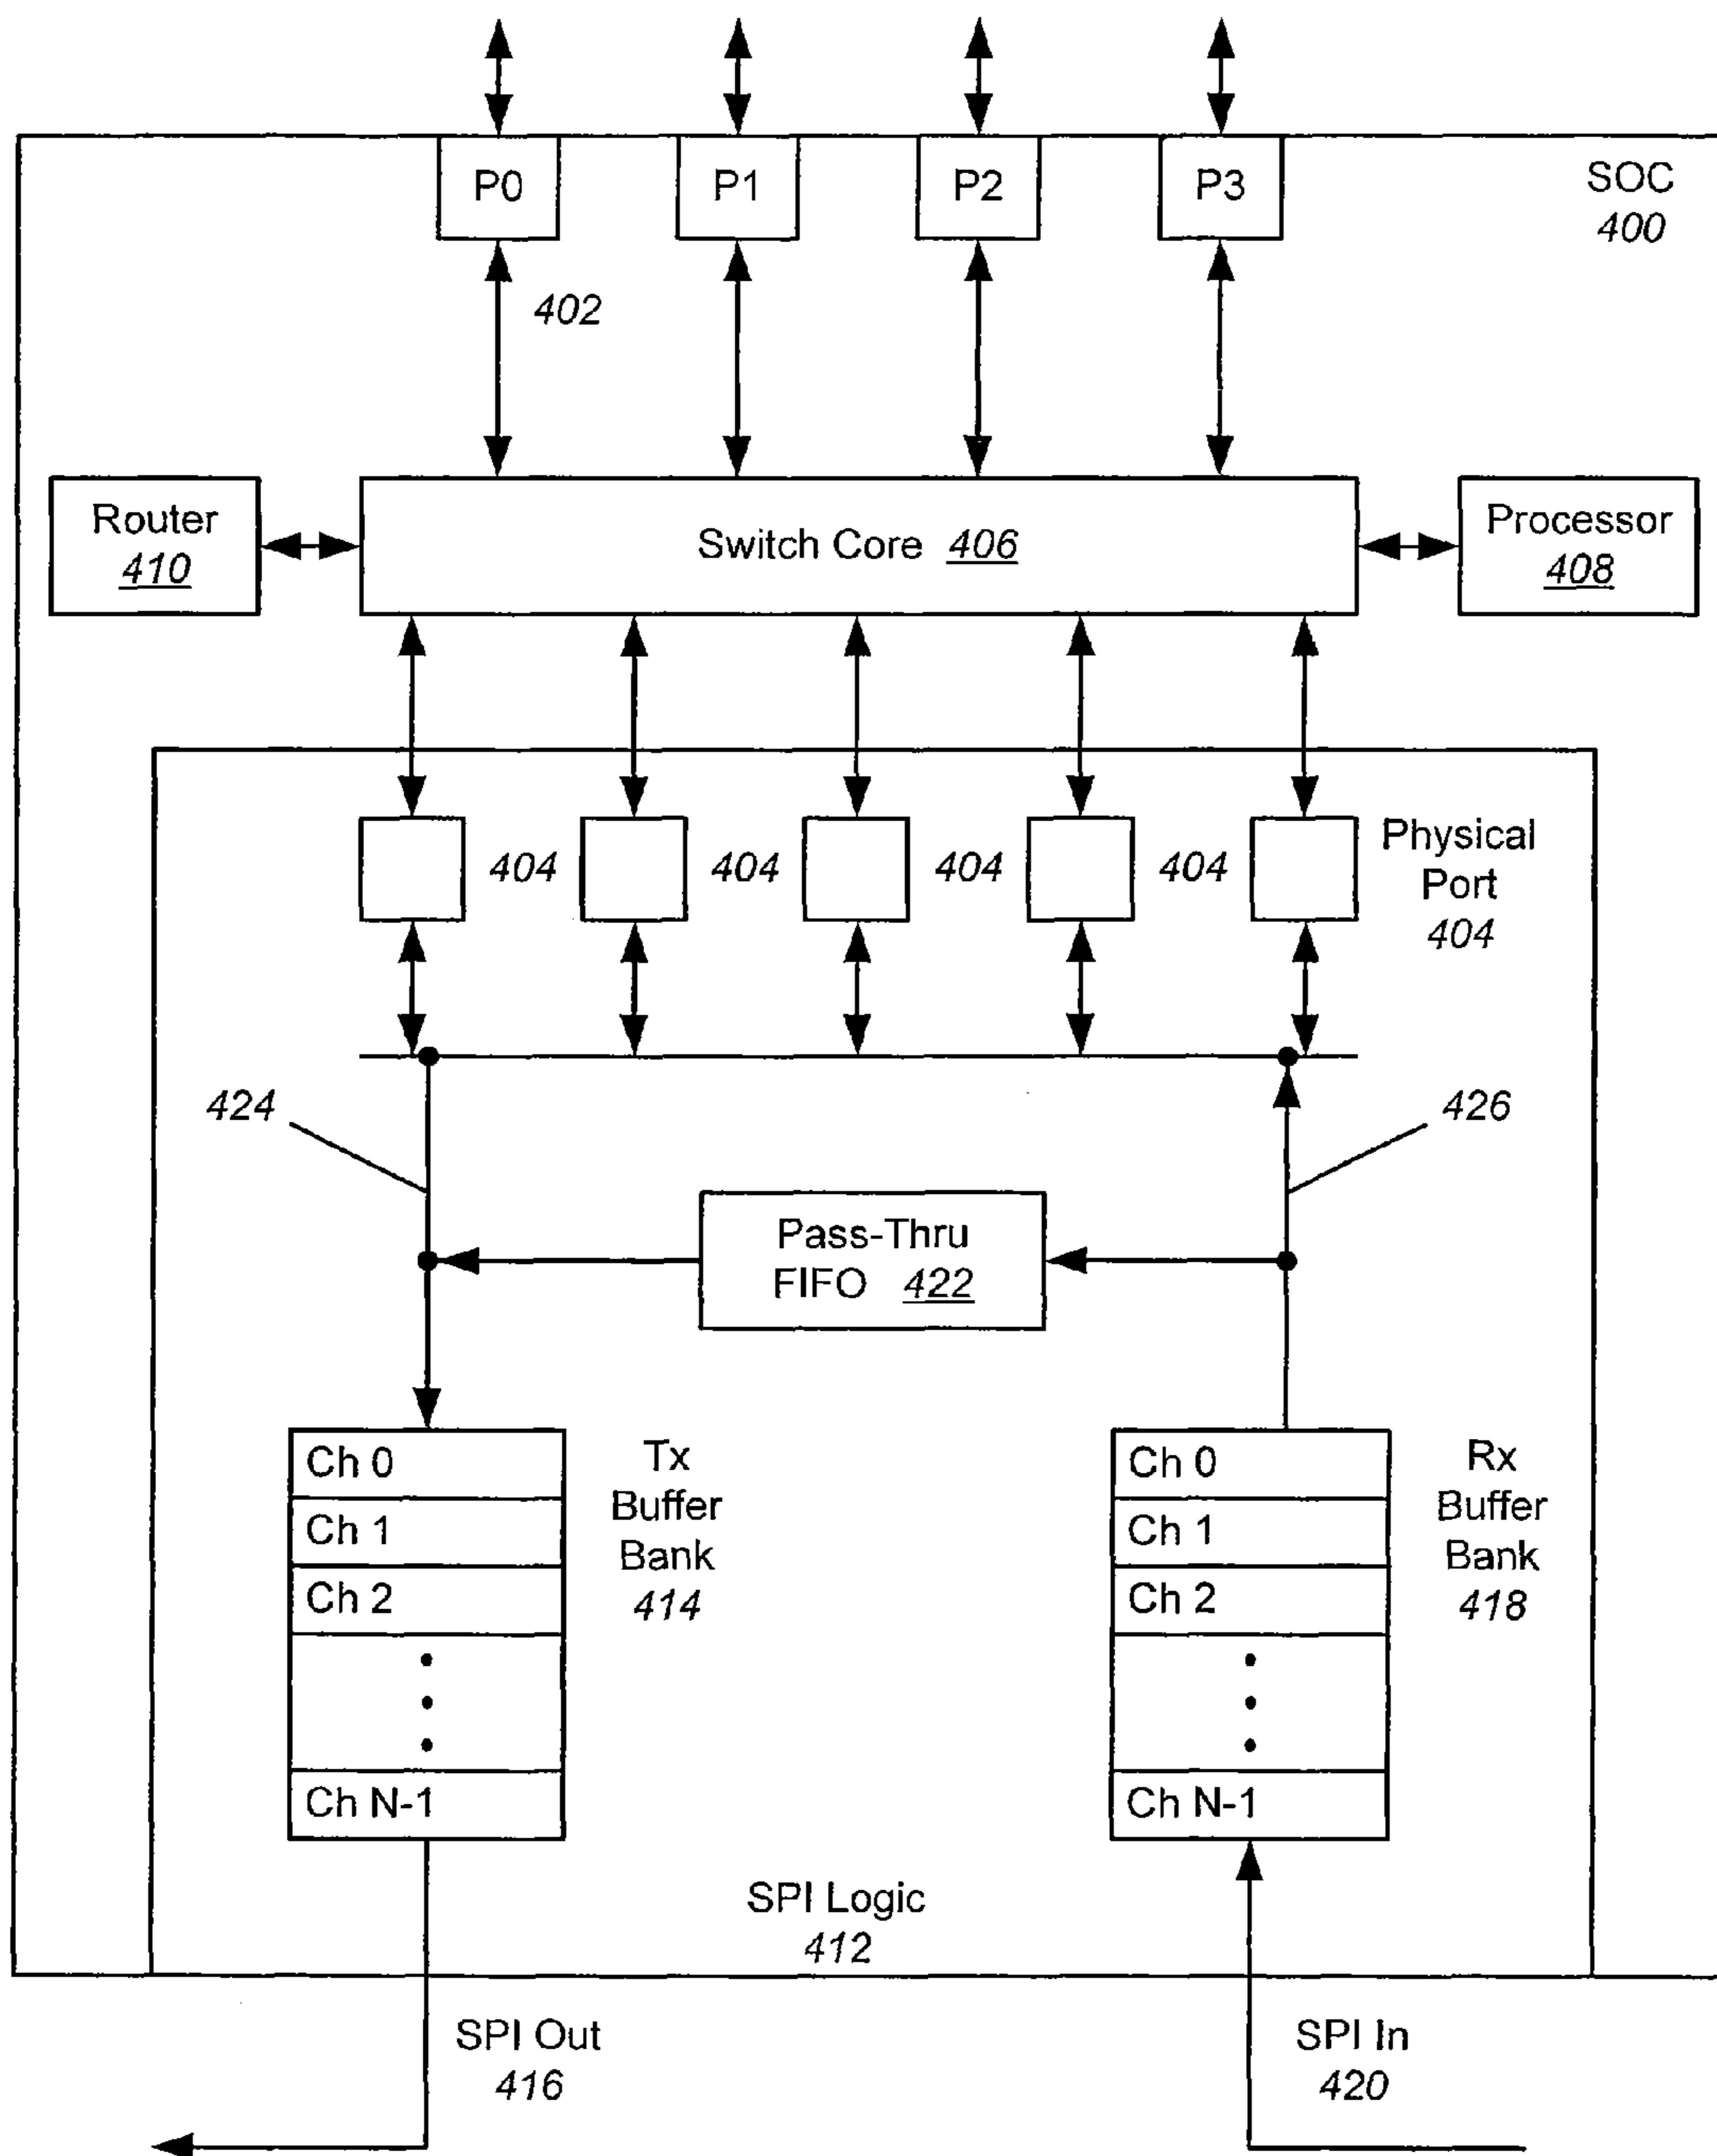 P0
P1
P2
P3
SOC
400
402
Router
410
Switch Core 406
Processor
408
404
404
404
404
Physical
Port
404
424
426
Pass-Thru
FIFO 422
Ch 0
Ch 1
Ch 2
Ch N-1
Tx
Buffer
Bank
414
Ch 0
Ch 1
Ch 2
Ch N-1
Rx
Buffer
Bank
418
SPI Logic
412
SPI Out
416
SPI In
420